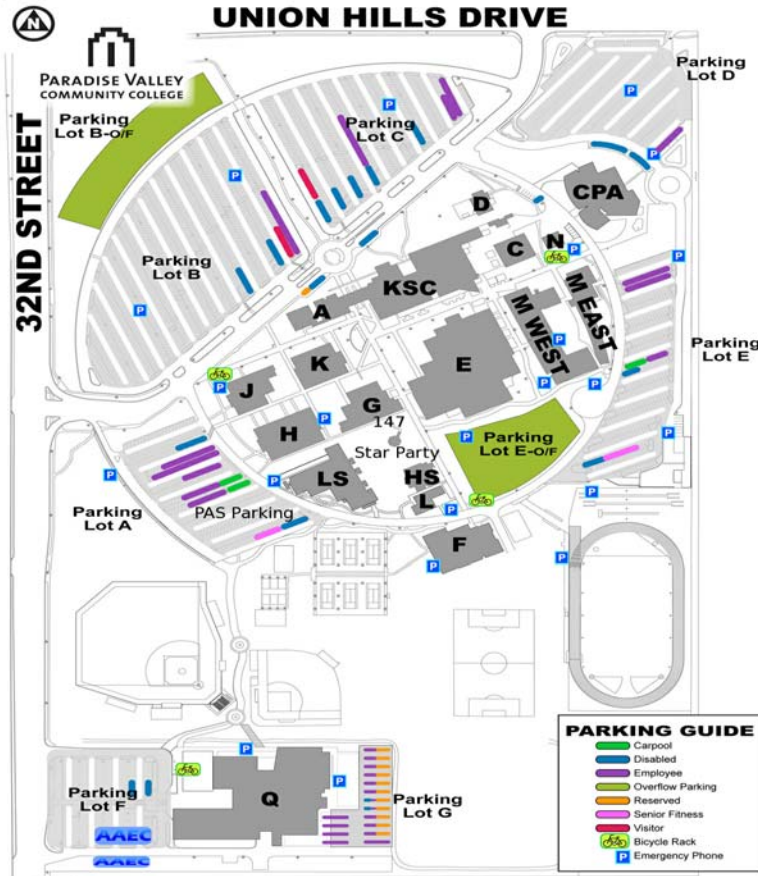 UNION HILLS DRIVE
N
PARADISE VALLEY
COMMUNITY COLLEGE
32ND STREET
Parking
Lot B-O/F
Parking
Lot C
Parking
Lot D
P
P
P
P
P
CPA
D
C
N
P
P
KSC
Parking
Lot B
A
M WEST
M EAST
P
P
Parking
Lot E
K
E
J
P
P
P
G
147
H
P
Star Party
P
Parking
Lot E-O/F
P
P
P
LS
HS
L
P
P
Parking
Lot A
PAS Parking
F
P
P
P
Q
P
Parking
Lot F
Parking
Lot G
AAEC
AAEC
PARKING GUIDE
Carpool
Disabled
Employee
Overflow Parking
Reserved
Senior Fitness
Visitor
Bicycle Rack
P Emergency Phone